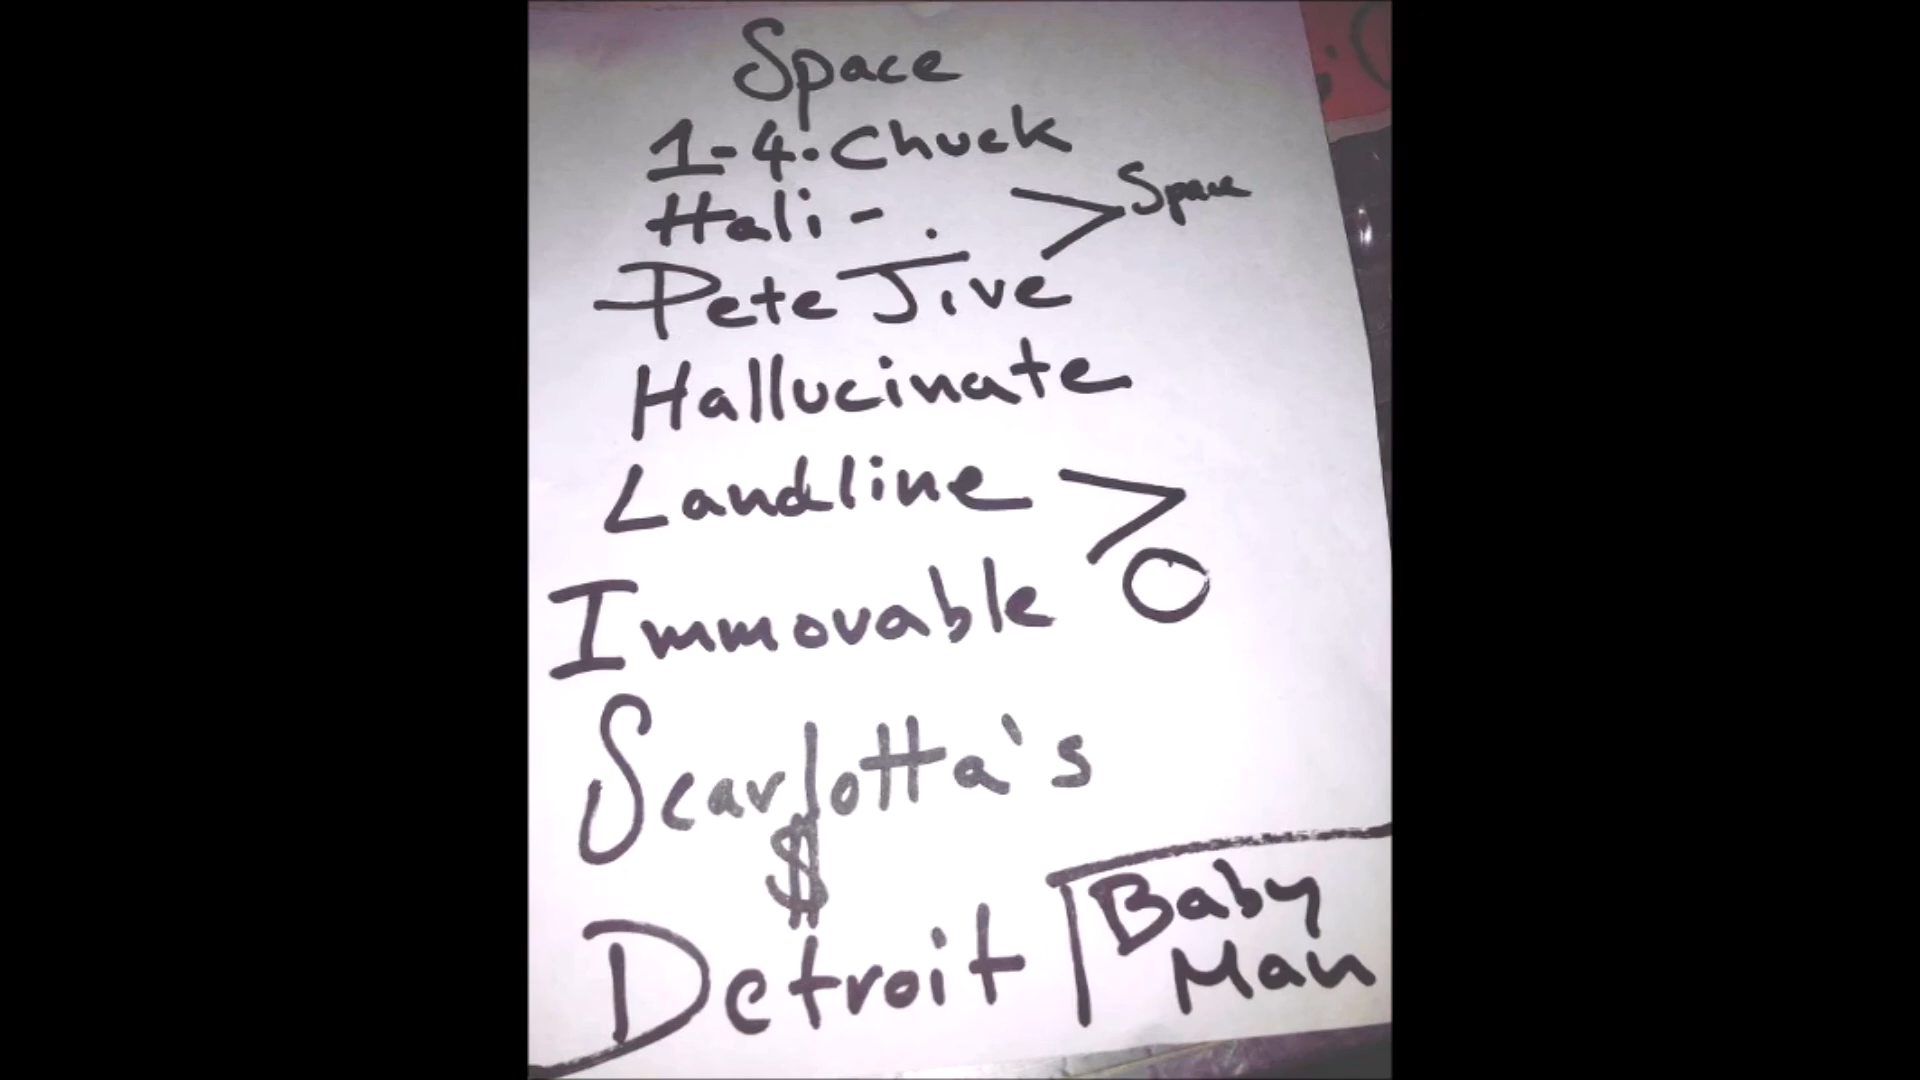 Space
1-4. Chuck
Hali - . > Space
Pete Jive
Hallucinate
Landline >
Immovable O
Scarlotta's
$
Detroit
Baby
Man